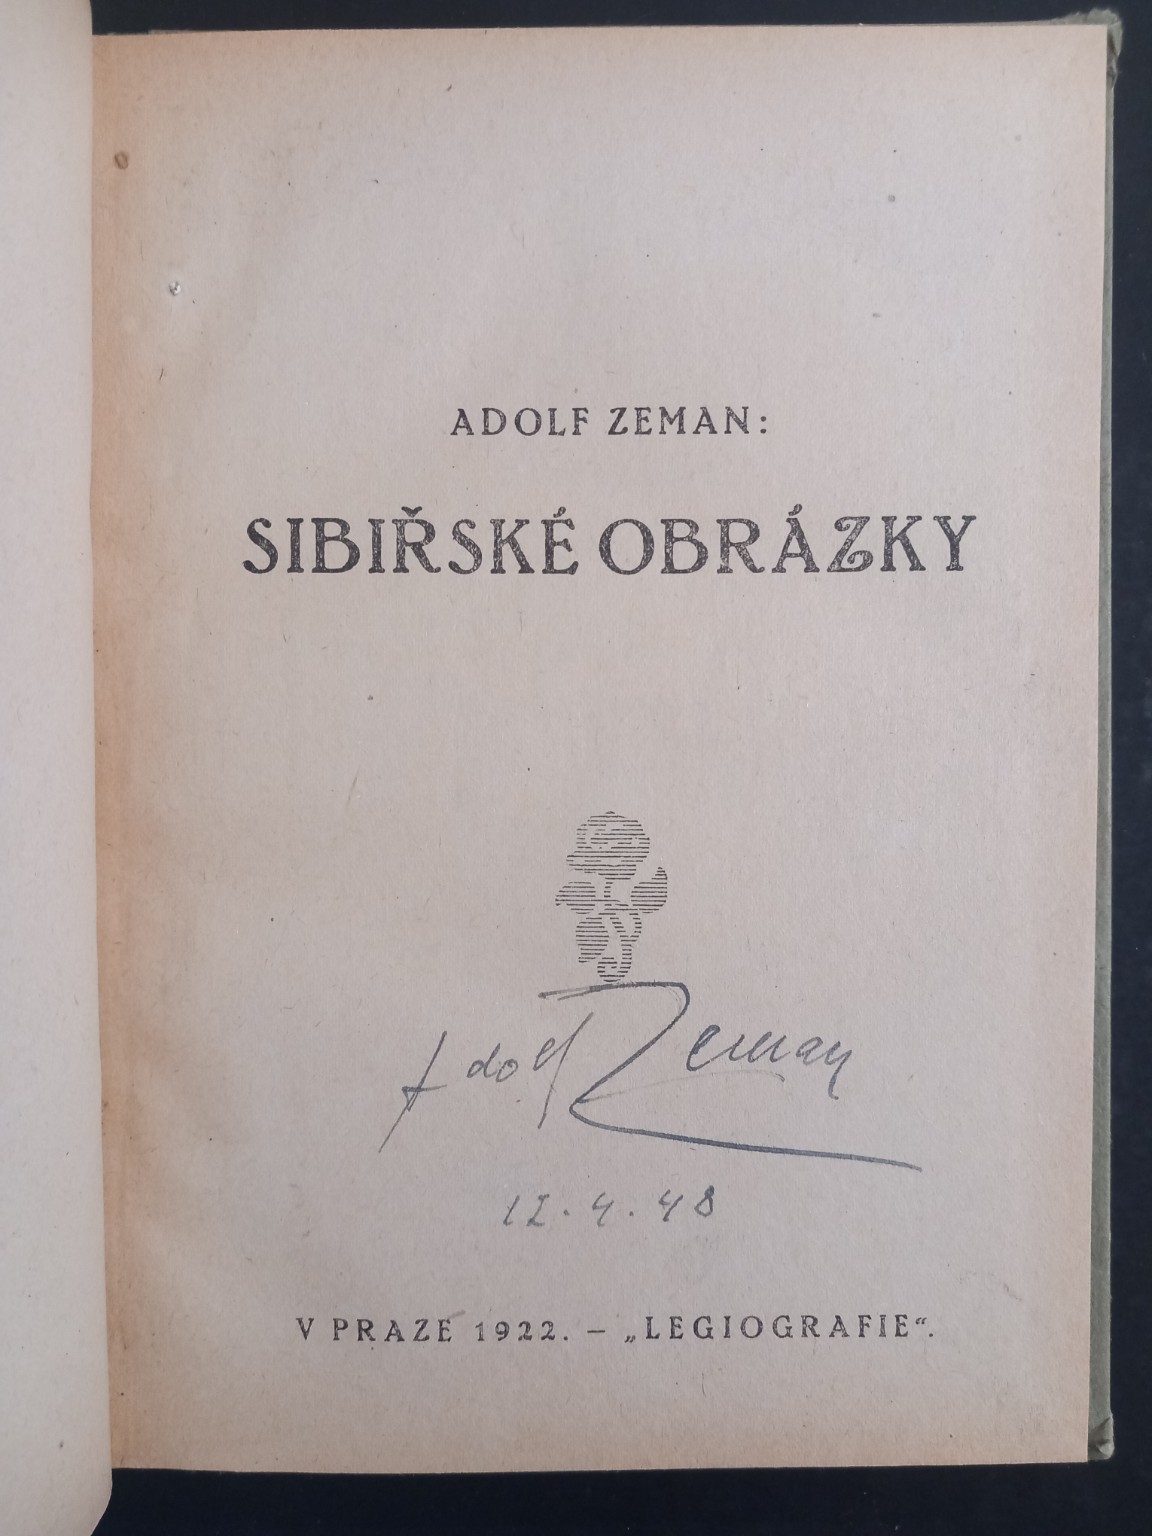 ADOLF ZEMAN:
SIBIŘSKÉ OBRÁZKY
Adolf Zeman
12. 4. 48
V PRAZE 1922. – „LEGIOGRAFIE“.